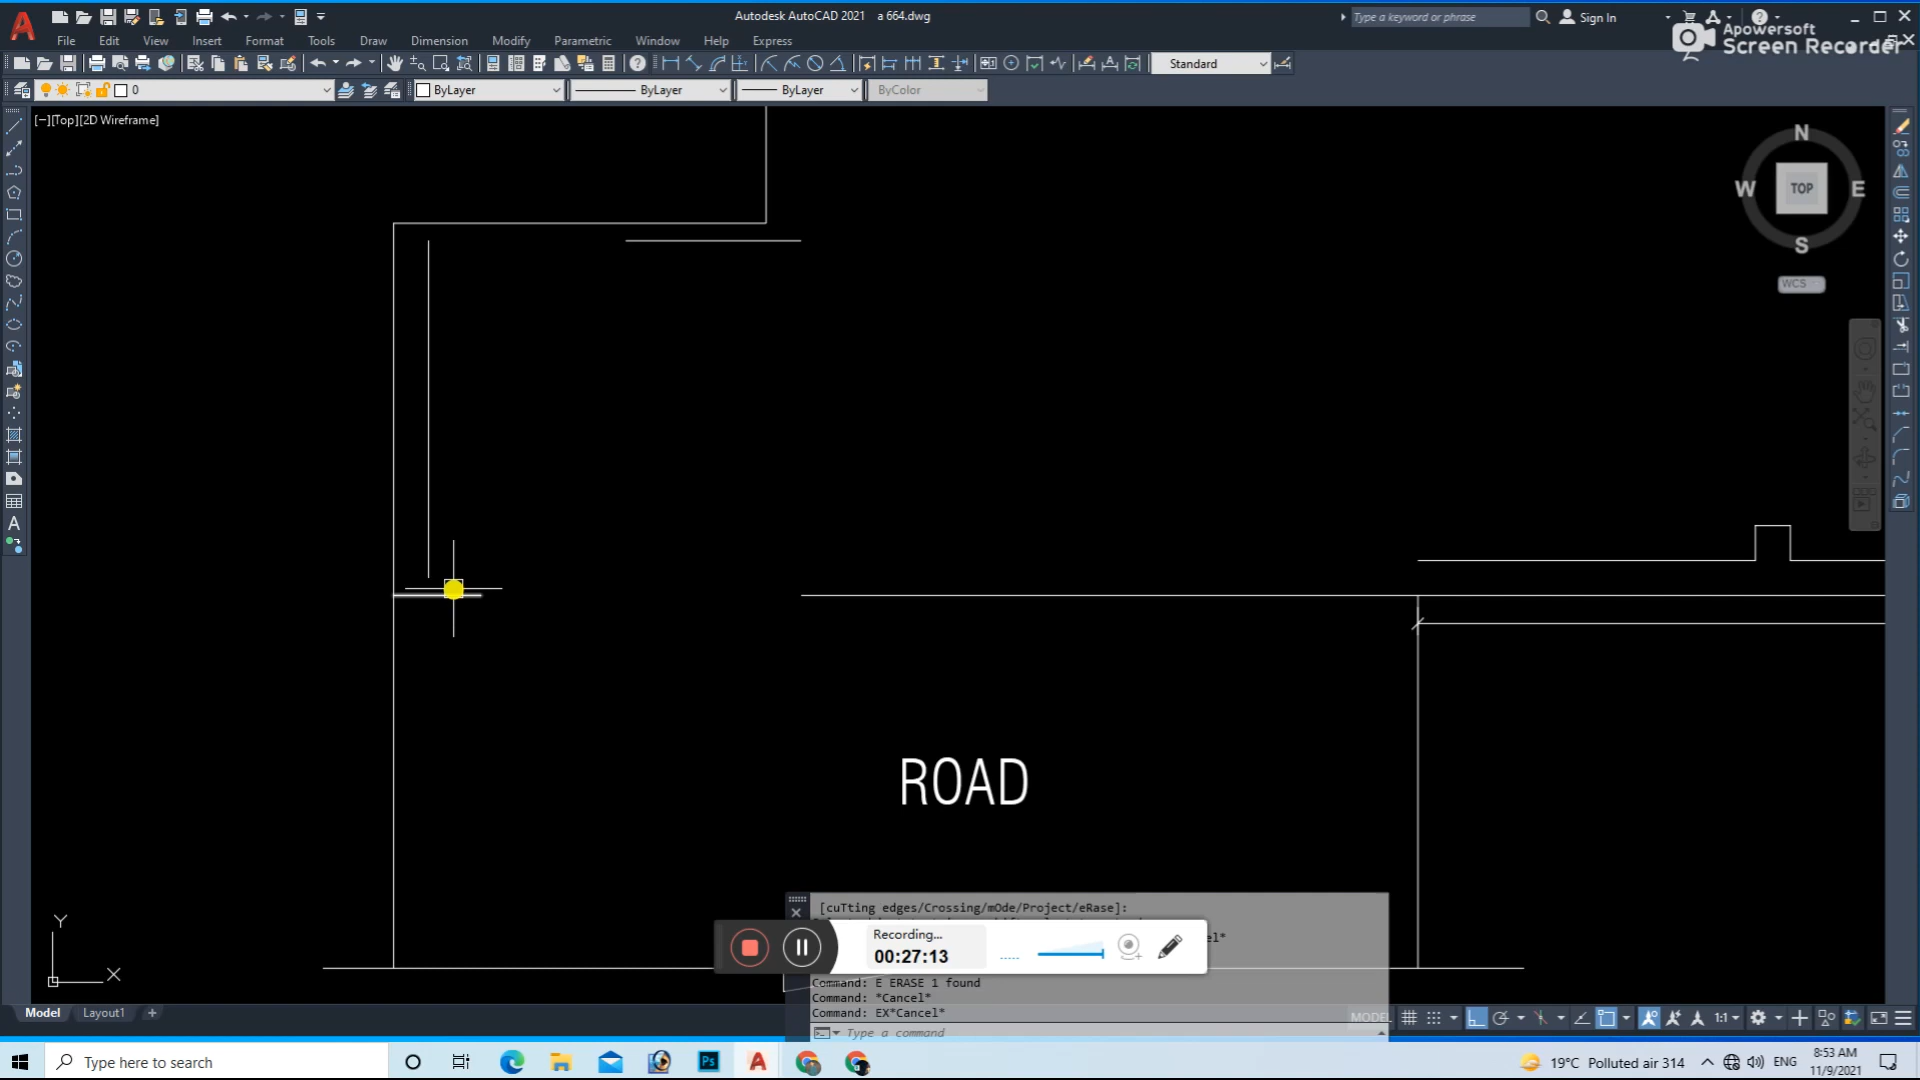 Autodesk AutoCAD 2021 a 664.dwg
Type a keyword or phrase
Sign In
File Edit View Insert Format Tools Draw Dimension Modify Parametric Window Help Express
Apowersoft
Screen Recorder
Standard
0
ByLayer
ByLayer
ByLayer
ByColor
[−][Top][2D Wireframe]
N
W TOP E
S
WCS
ROAD
Y
X
[cuTting edges/Crossing/mOde/Project/eRase]:
Recording...
00:27:13
Command: E ERASE 1 found
Command: *Cancel*
Command: EX*Cancel*
Type a command
Model Layout1
MODEL
1:1
Type here to search
Ps
19°C Polluted air 314
ENG
8:53 AM
11/9/2021